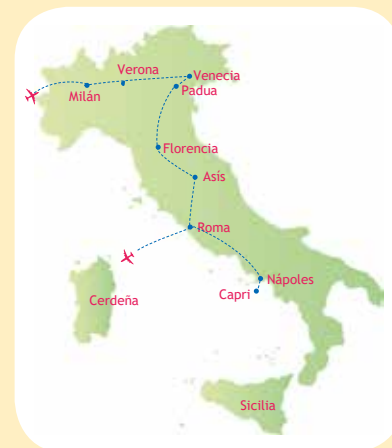 Verona
Venecia
Milán
Padua
Florencia
Asís
Roma
Nápoles
Capri
Cerdeña
Sicilia